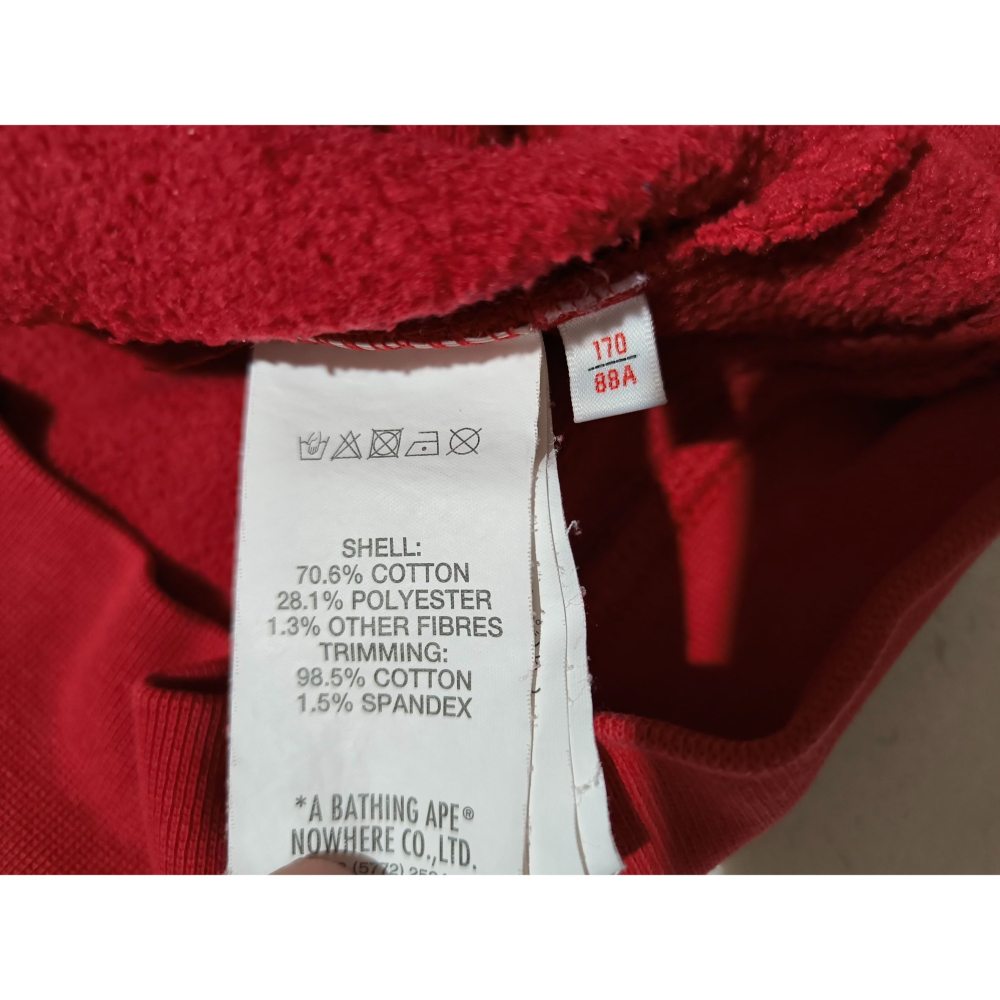 170
88A
SHELL:
70.6% COTTON
28.1% POLYESTER
1.3% OTHER FIBRES
TRIMMING:
98.5% COTTON
1.5% SPANDEX
*A BATHING APE®
NOWHERE CO.,LTD.
(5772)